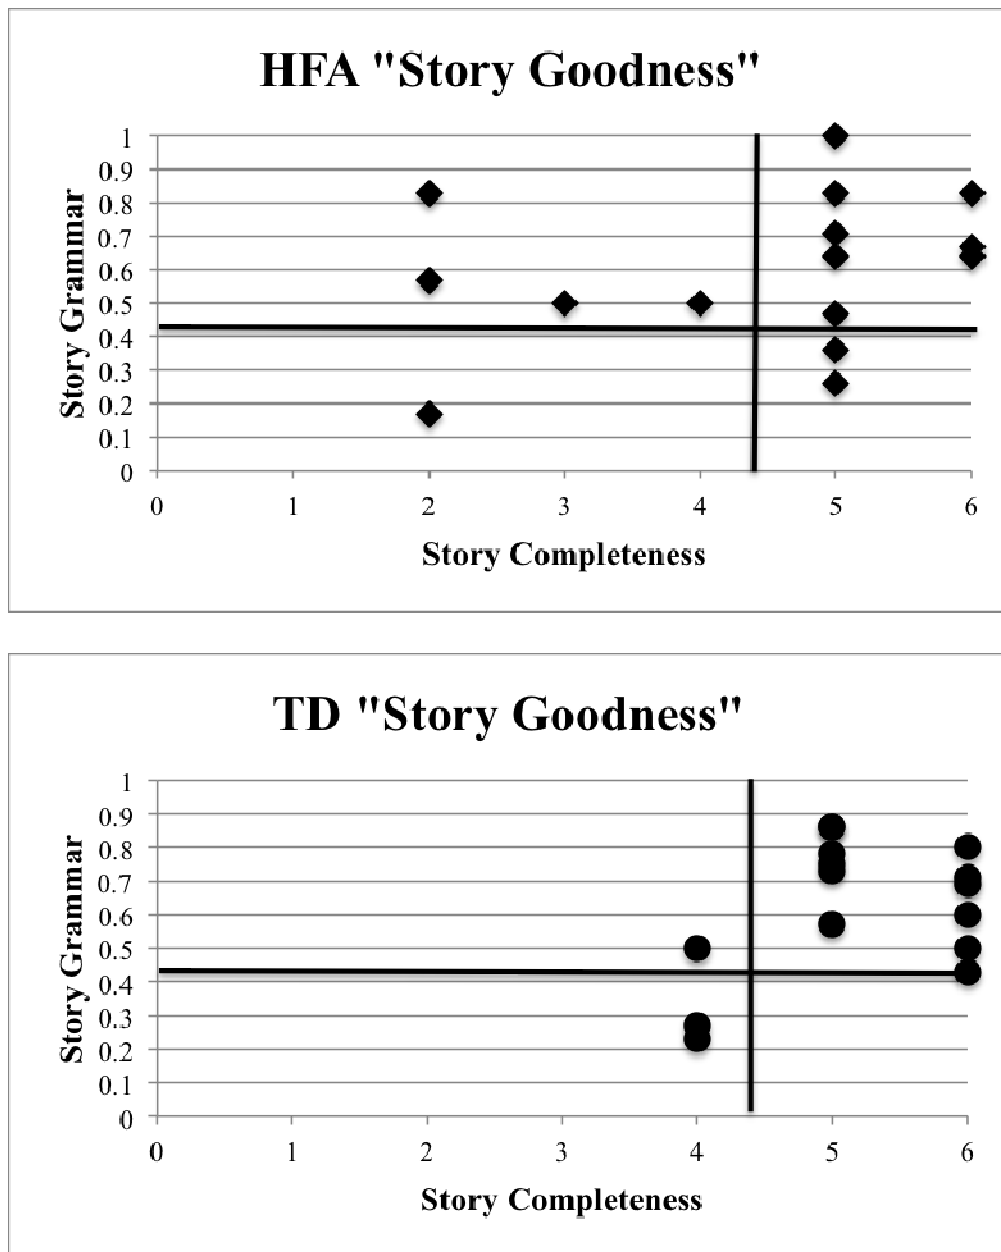 HFA "Story Goodness"
Story Grammar
1
0.9
0.8
0.7
0.6
0.5
0.4
0.3
0.2
0.1
0
0 1 2 3 4 5 6
Story Completeness
TD "Story Goodness"
Story Grammar
1
0.9
0.8
0.7
0.6
0.5
0.4
0.3
0.2
0.1
0
0 1 2 3 4 5 6
Story Completeness